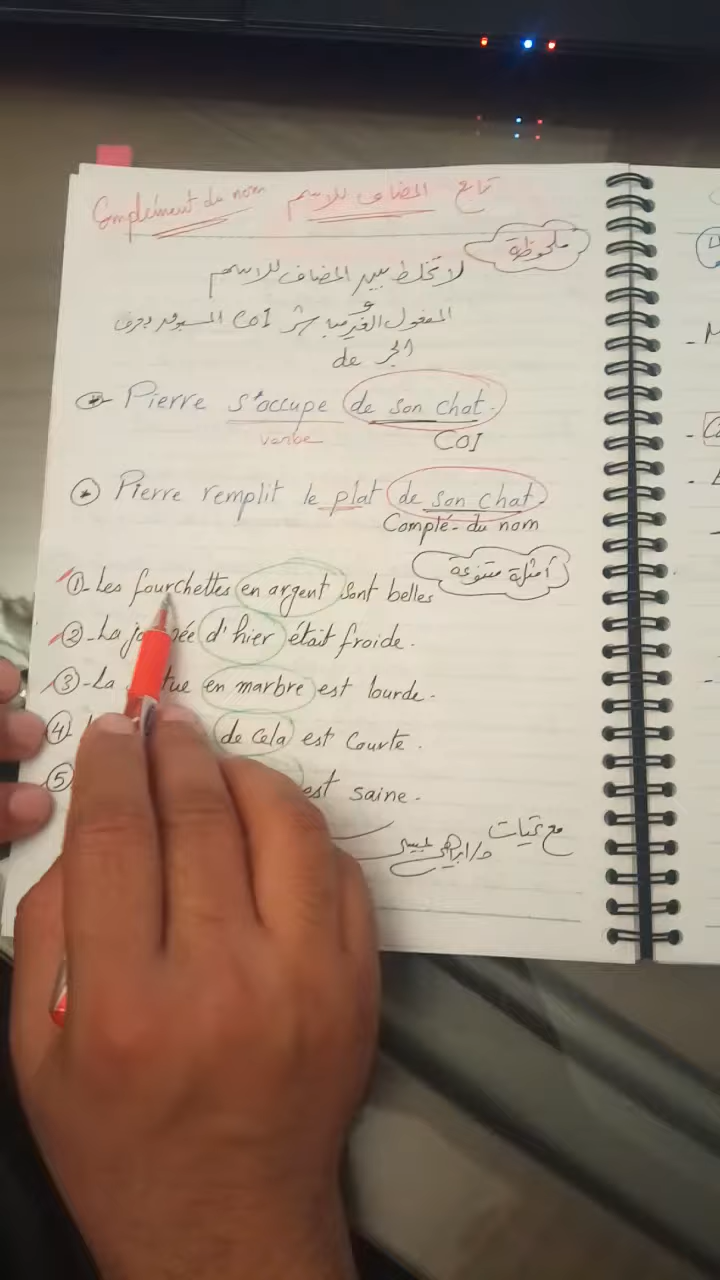 Complément du nom تابع المضاف للاسم
ملحوظة
لا تخلط بين المضاف للاسم
و
المفعول الغير مباشر COI المسبوق بحرف
الجر de
* Pierre s'occupe de son chat.
verbe COI
* Pierre remplit le plat de son chat.
Complé. du nom
أمثلة متنوعة
① - Les fourchettes en argent sont belles
② - La jo ée d'hier était froide.
③ - La tue en marbre est lourde.
④ de cela est courte.
⑤ est saine.
مع تحيات
د/ ابراهيم